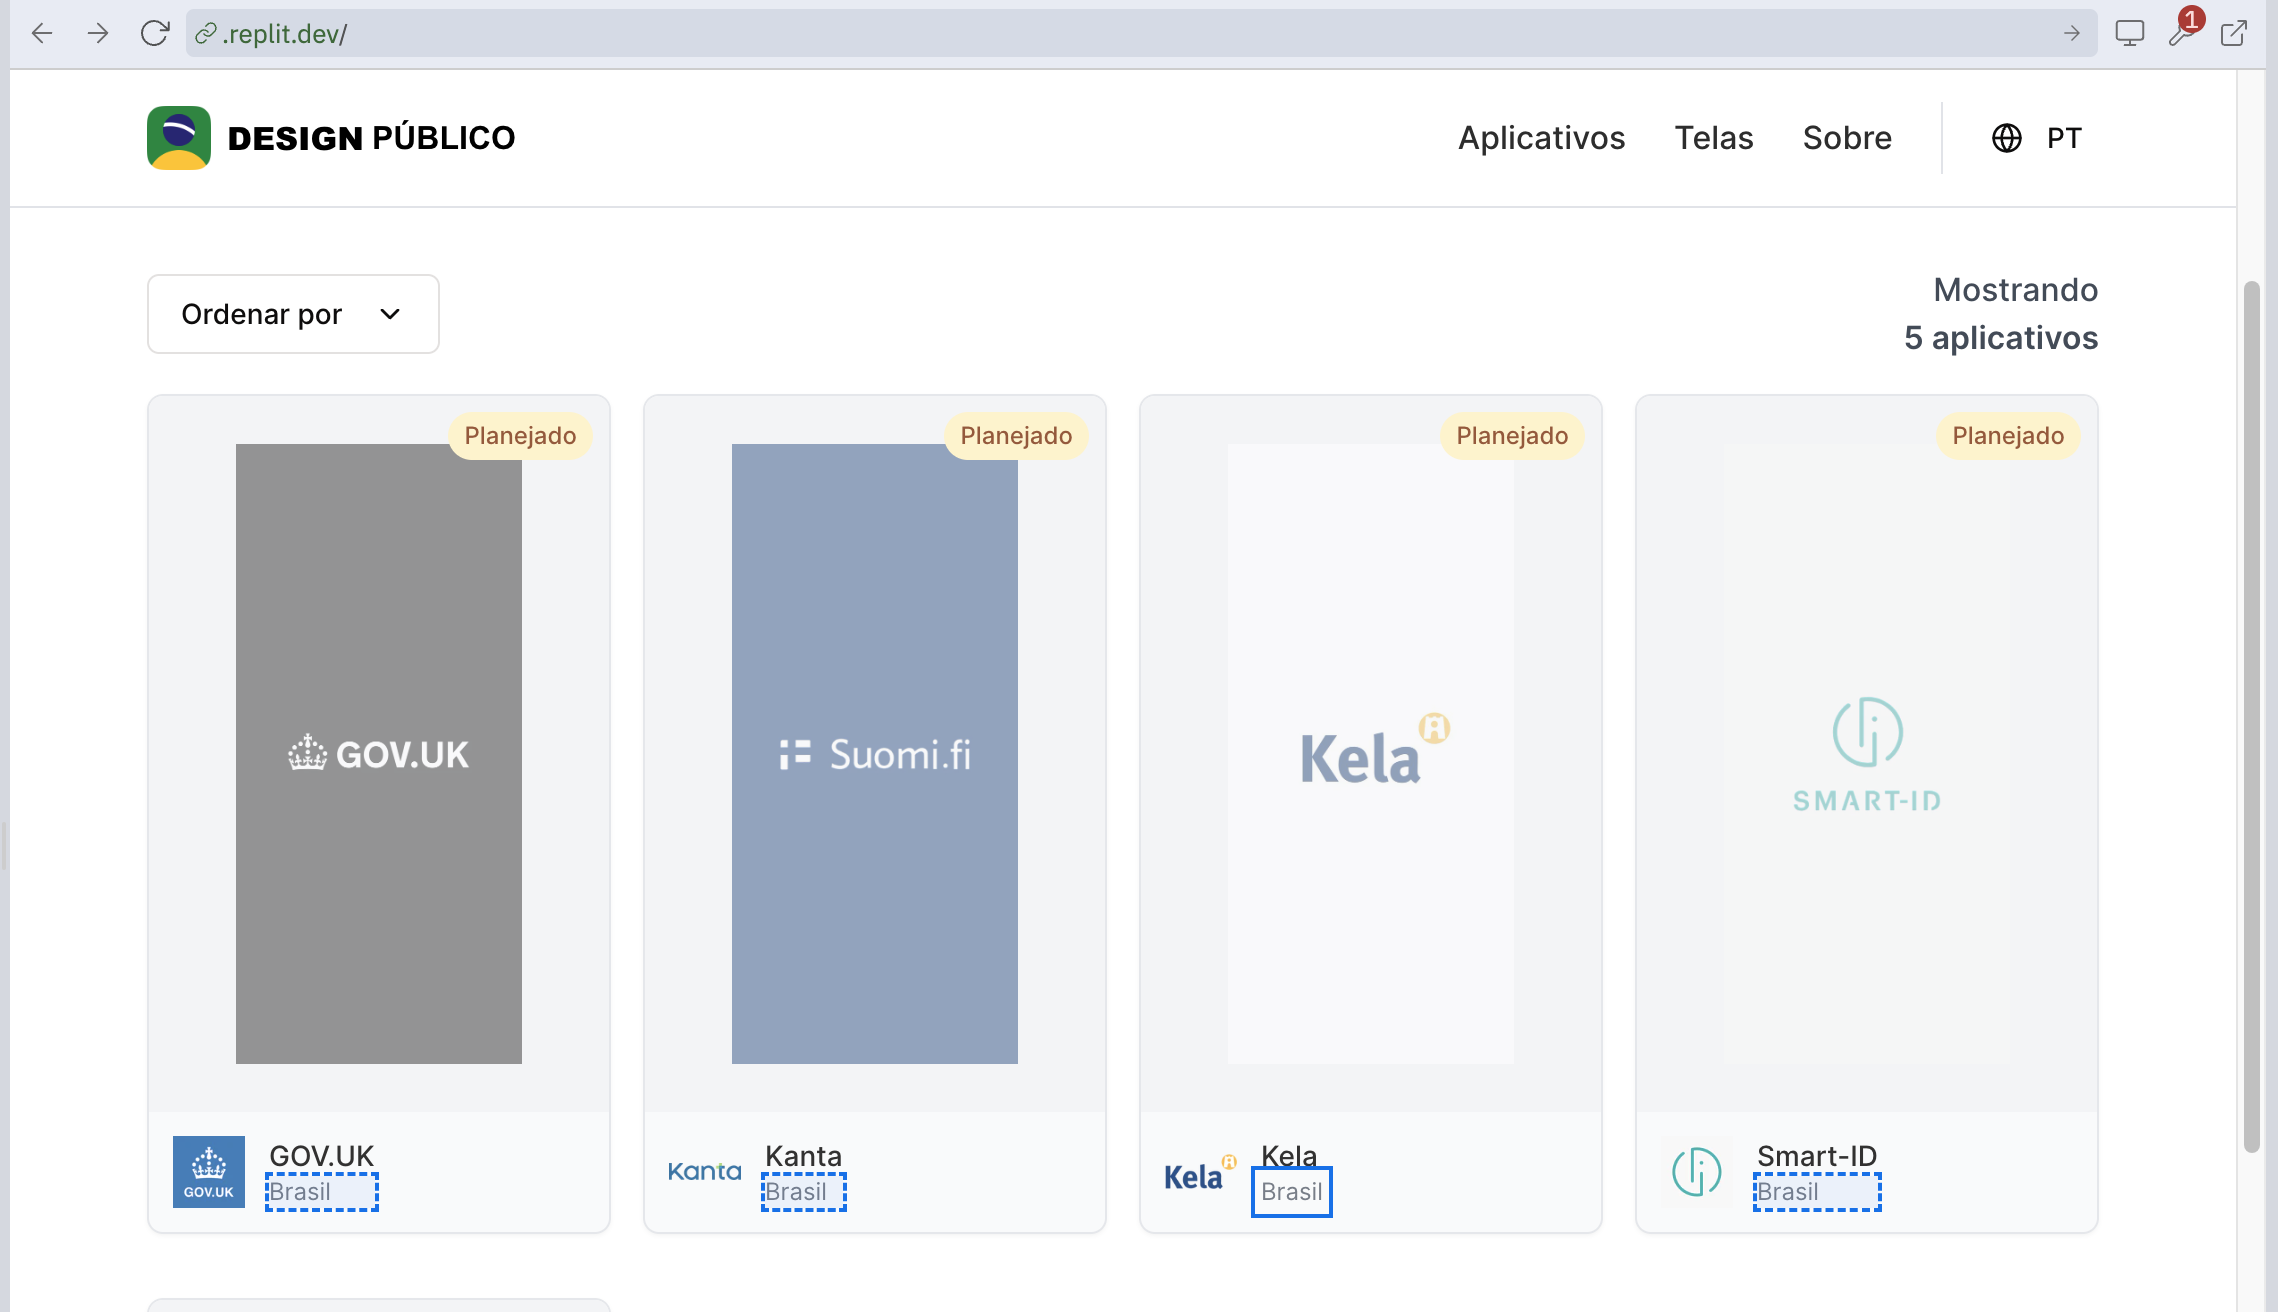 .replit.dev/
1
DESIGN PÚBLICO
Aplicativos
Telas
Sobre
PT
Ordenar por
Mostrando
5 aplicativos
Planejado
GOV.UK
GOV.UK
GOV.UK
Brasil
Planejado
Suomi.fi
Kanta
Kanta
Brasil
Planejado
Kela
Kela
Kela
Brasil
Planejado
SMART-ID
Smart-ID
Brasil